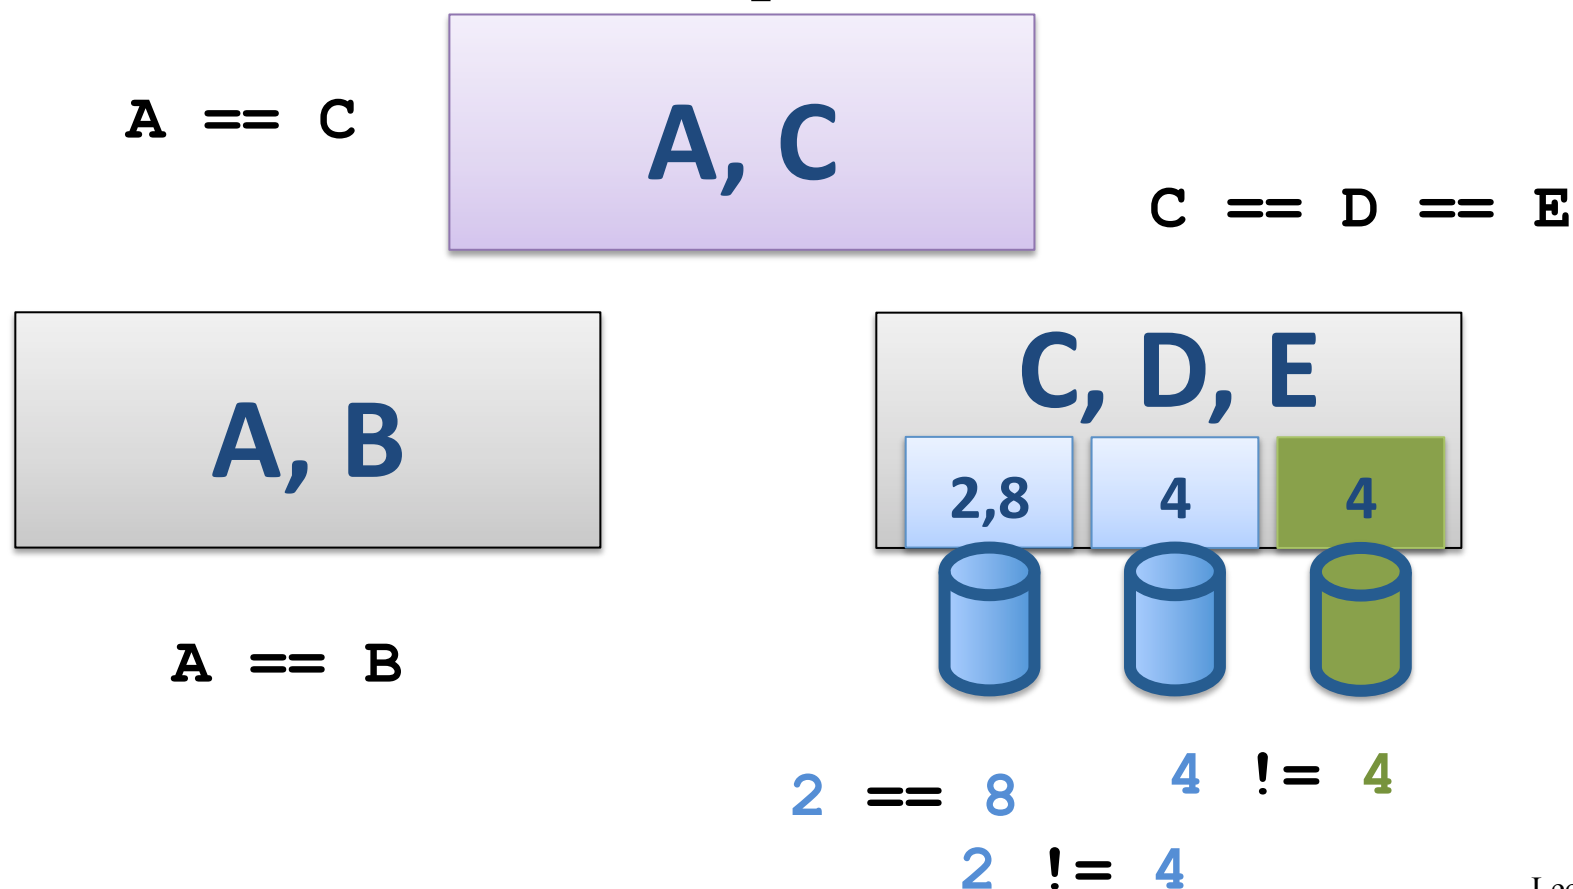 A == C
A, C
C == D == E
A, B
C, D, E
2,8
4
4
A == B
2 == 8
4 != 4
2 != 4